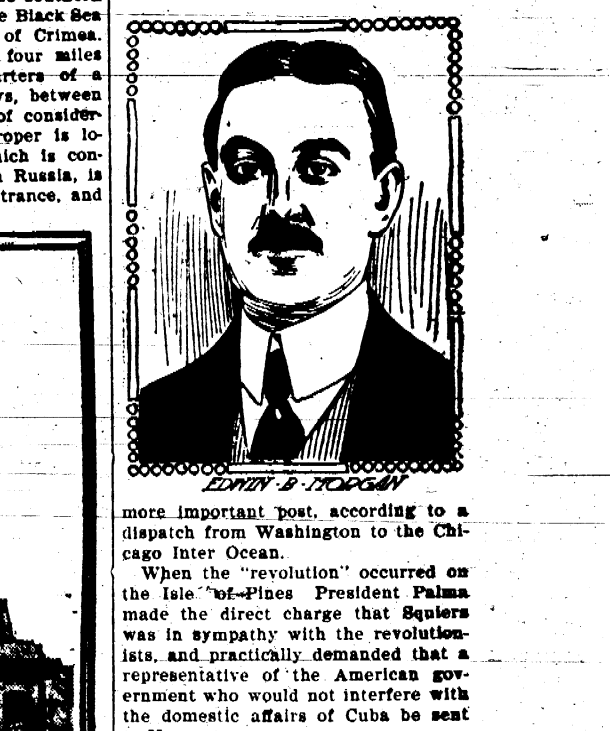 e Black Sea
of Crimea.
four miles
rters of a
ys, between
of consider-
roper is lo-
hich is con-
Russia, is
trance, and
EDWIN · B · MORGAN
more important post, according to a
dispatch from Washington to the Chi-
cago Inter Ocean.
When the "revolution" occurred on
the Isle of Pines President Palma
made the direct charge that Squiers
was in sympathy with the revolution-
ists, and practically demanded that a
representative of the American gov-
ernment who would not interfere with
the domestic affairs of Cuba be sent